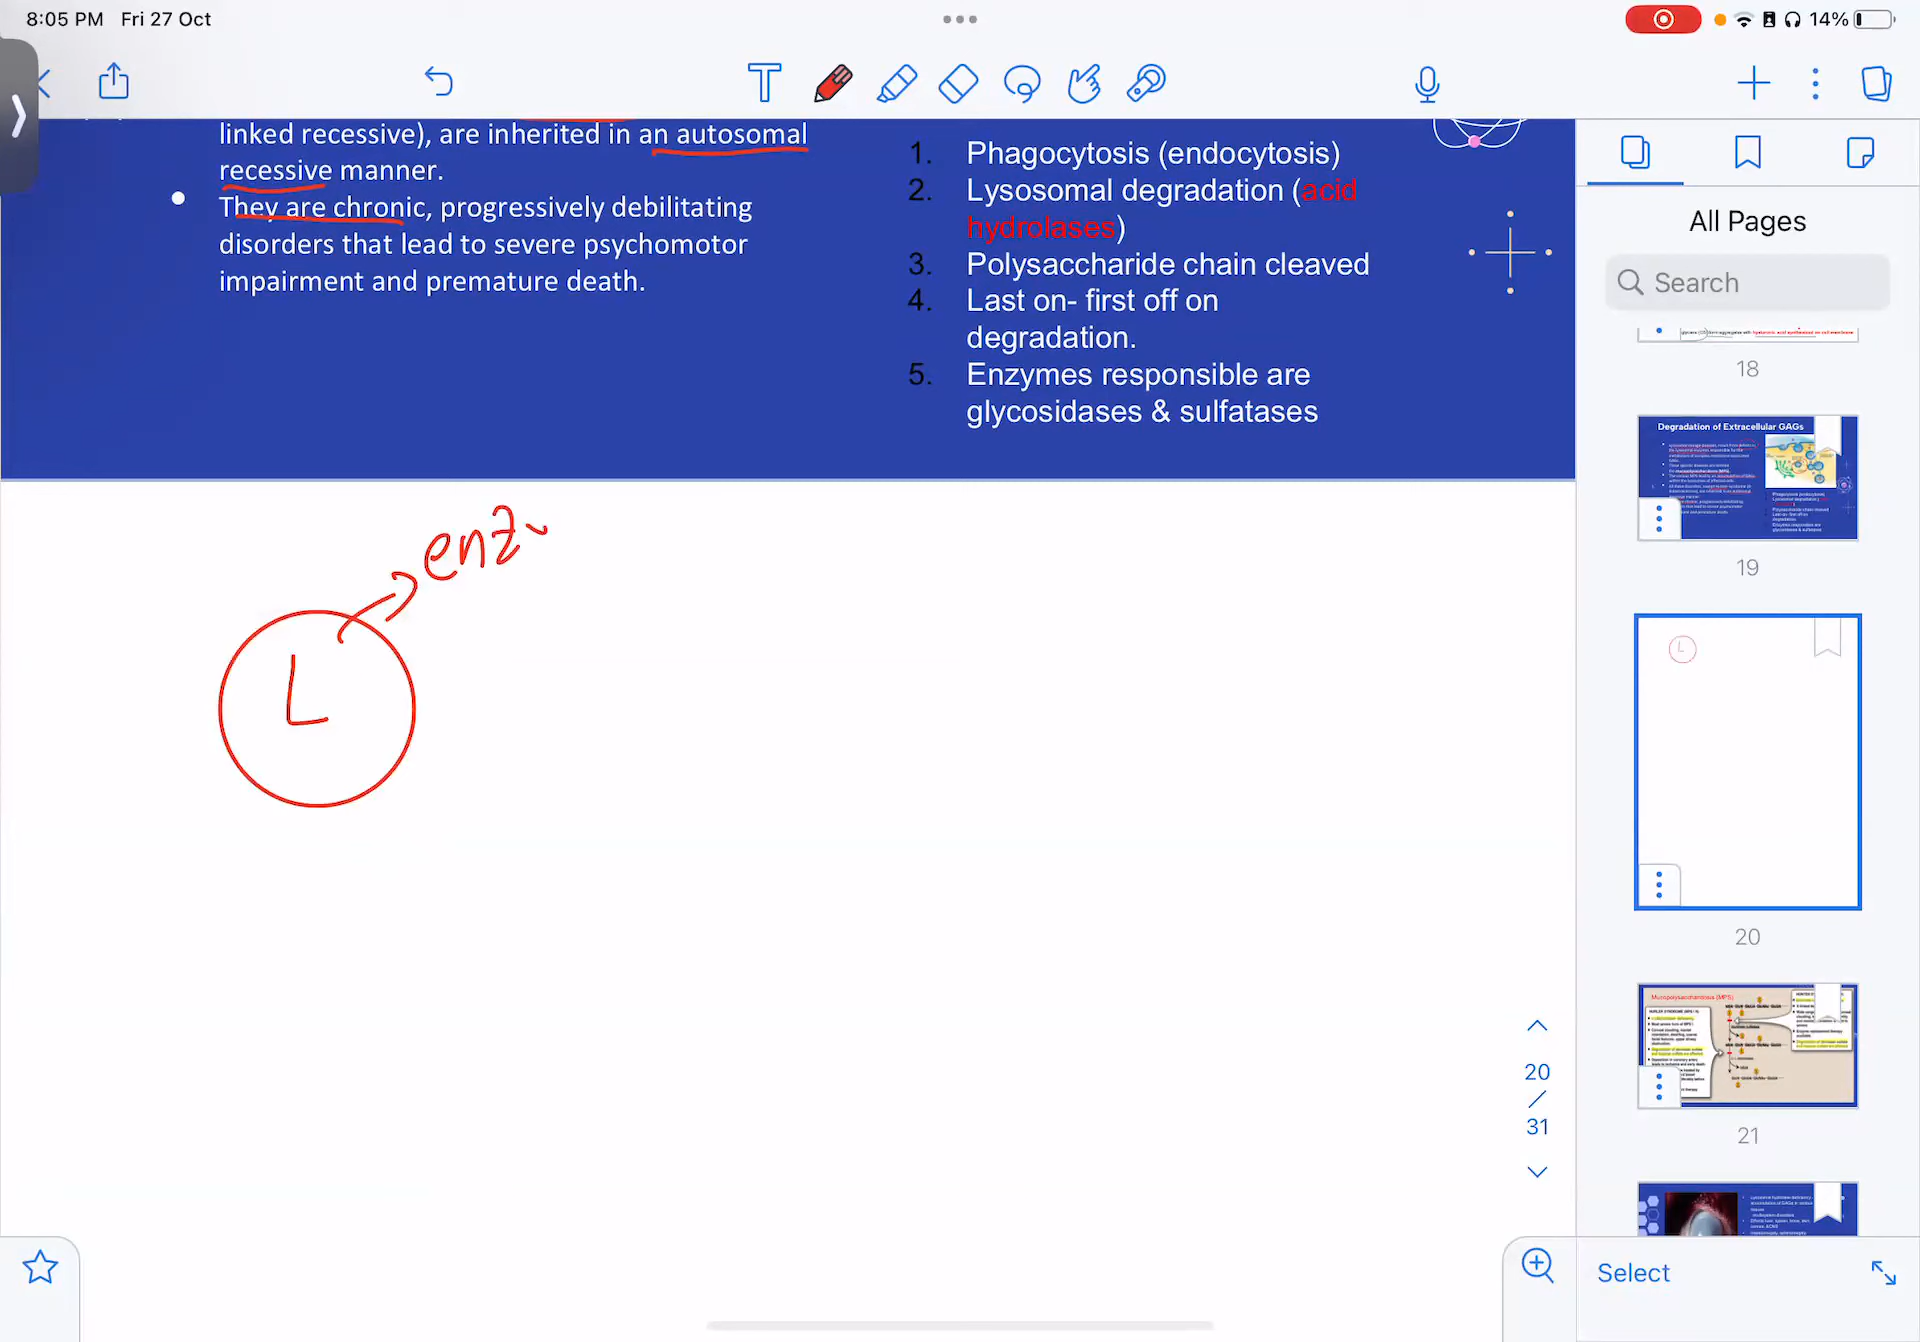 8:05 PM Fri 27 Oct
14%
linked recessive), are inherited in an autosomal
recessive manner.
They are chronic, progressively debilitating
disorders that lead to severe psychomotor
impairment and premature death.
1. Phagocytosis (endocytosis)
2. Lysosomal degradation (acid
hydrolases)
3. Polysaccharide chain cleaved
4. Last on- first off on
degradation.
5. Enzymes responsible are
glycosidases & sulfatases
enz
L
20
31
All Pages
Search
18
Degradation of Extracellular GAGs
19
20
Mucopolysaccharidosis (MPS)
21
Select